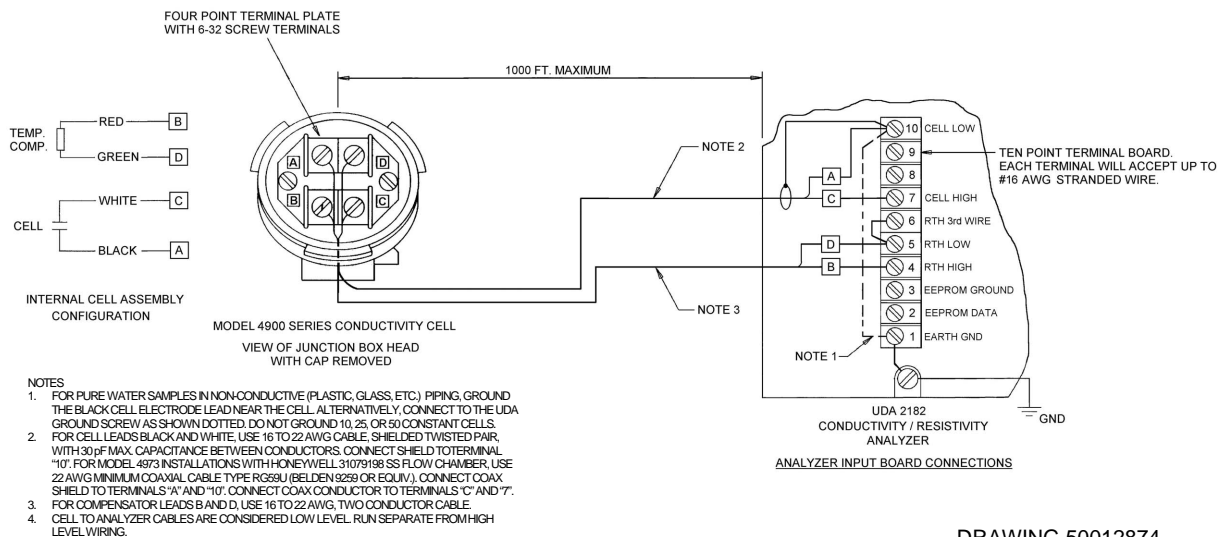 FOUR POINT TERMINAL PLATE
WITH 6-32 SCREW TERMINALS
1000 FT. MAXIMUM
TEMP.
COMP.
RED
B
GREEN
D
WHITE
C
CELL
BLACK
A
INTERNAL CELL ASSEMBLY
CONFIGURATION
A
D
B
C
MODEL 4900 SERIES CONDUCTIVITY CELL
VIEW OF JUNCTION BOX HEAD
WITH CAP REMOVED
NOTE 2
NOTE 3
A
C
D
B
NOTE 1
10 CELL LOW
9
8
7 CELL HIGH
6 RTH 3rd WIRE
5 RTH LOW
4 RTH HIGH
3 EEPROM GROUND
2 EEPROM DATA
1 EARTH GND
TEN POINT TERMINAL BOARD.
EACH TERMINAL WILL ACCEPT UP TO
#16 AWG STRANDED WIRE.
GND
UDA 2182
CONDUCTIVITY / RESISTIVITY
ANALYZER
ANALYZER INPUT BOARD CONNECTIONS
NOTES
1. FOR PURE WATER SAMPLES IN NON-CONDUCTIVE (PLASTIC, GLASS, ETC.) PIPING, GROUND
THE BLACK CELL ELECTRODE LEAD NEAR THE CELL. ALTERNATIVELY, CONNECT TO THE UDA
GROUND SCREW AS SHOWN DOTTED. DO NOT GROUND 10, 25, OR 50 CONSTANT CELLS.
2. FOR CELL LEADS BLACK AND WHITE, USE 16 TO 22 AWG CABLE, SHIELDED TWISTED PAIR,
WITH 30 pF MAX. CAPACITANCE BETWEEN CONDUCTORS. CONNECT SHIELD TO TERMINAL
"10". FOR MODEL 4973 INSTALLATIONS WITH HONEYWELL 31079198 SS FLOW CHAMBER, USE
22 AWG MINIMUM COAXIAL CABLE TYPE RG59U (BELDEN 9259 OR EQUIV.). CONNECT COAX
SHIELD TO TERMINALS "A" AND "10". CONNECT COAX CONDUCTOR TO TERMINALS "C" AND "7".
3. FOR COMPENSATOR LEADS B AND D, USE 16 TO 22 AWG, TWO CONDUCTOR CABLE.
4. CELL TO ANALYZER CABLES ARE CONSIDERED LOW LEVEL. RUN SEPARATE FROM HIGH
LEVEL WIRING.
DRAWING 50012874